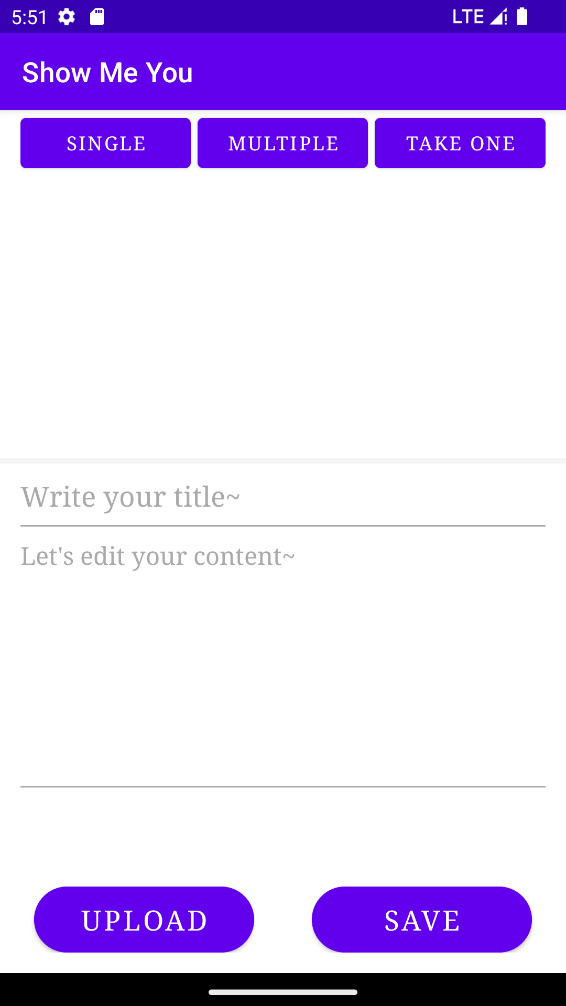 5:51 LTE
Show Me You
SINGLE MULTIPLE TAKE ONE
Write your title~
Let's edit your content~
UPLOAD SAVE